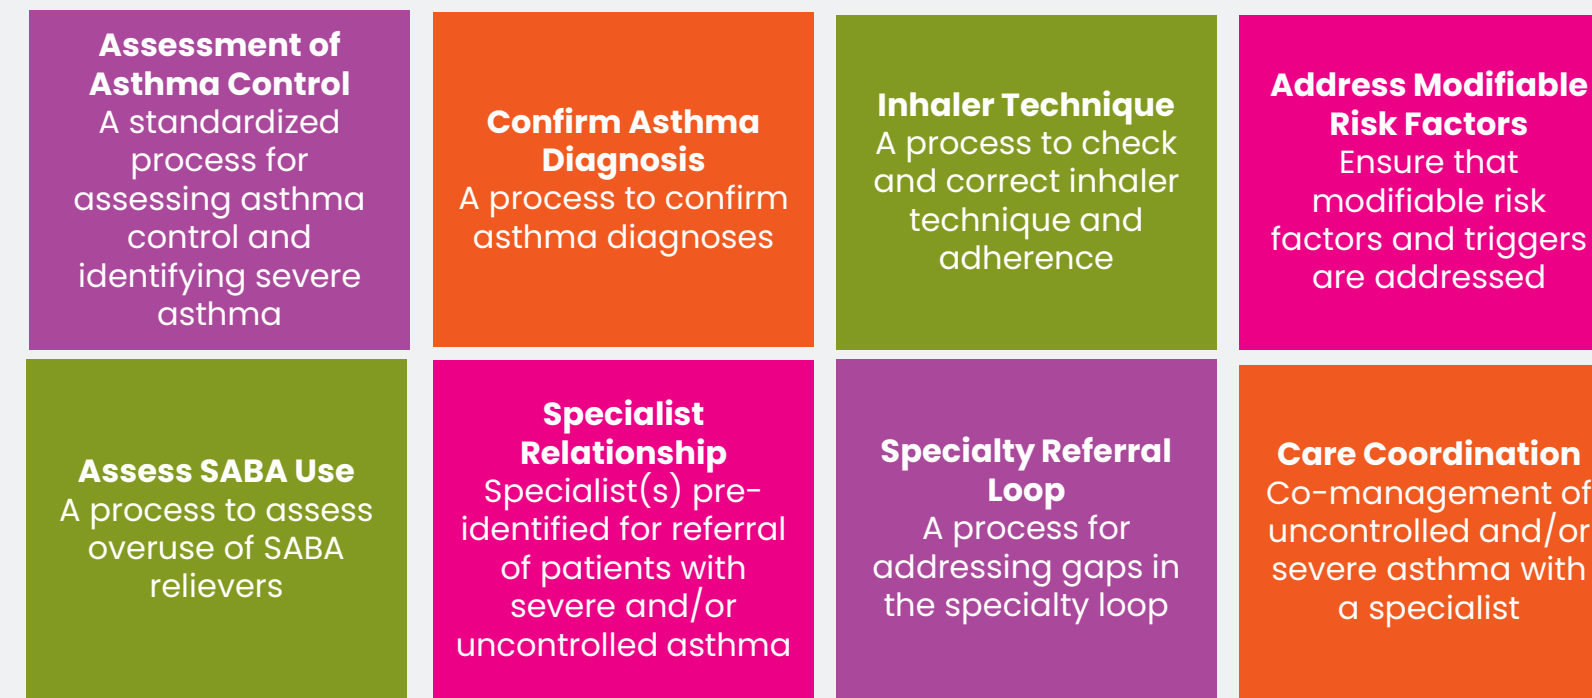 Assessment of
Asthma Control
A standardized
process for
assessing asthma
control and
identifying severe
asthma
Confirm Asthma
Diagnosis
A process to confirm
asthma diagnoses
Inhaler Technique
A process to check
and correct inhaler
technique and
adherence
Address Modifiable
Risk Factors
Ensure that
modifiable risk
factors and triggers
are addressed
Assess SABA Use
A process to assess
overuse of SABA
relievers
Specialist
Relationship
Specialist(s) pre-
identified for referral
of patients with
severe and/or
uncontrolled asthma
Specialty Referral
Loop
A process for
addressing gaps in
the specialty loop
Care Coordination
Co-management of
uncontrolled and/or
severe asthma with
a specialist